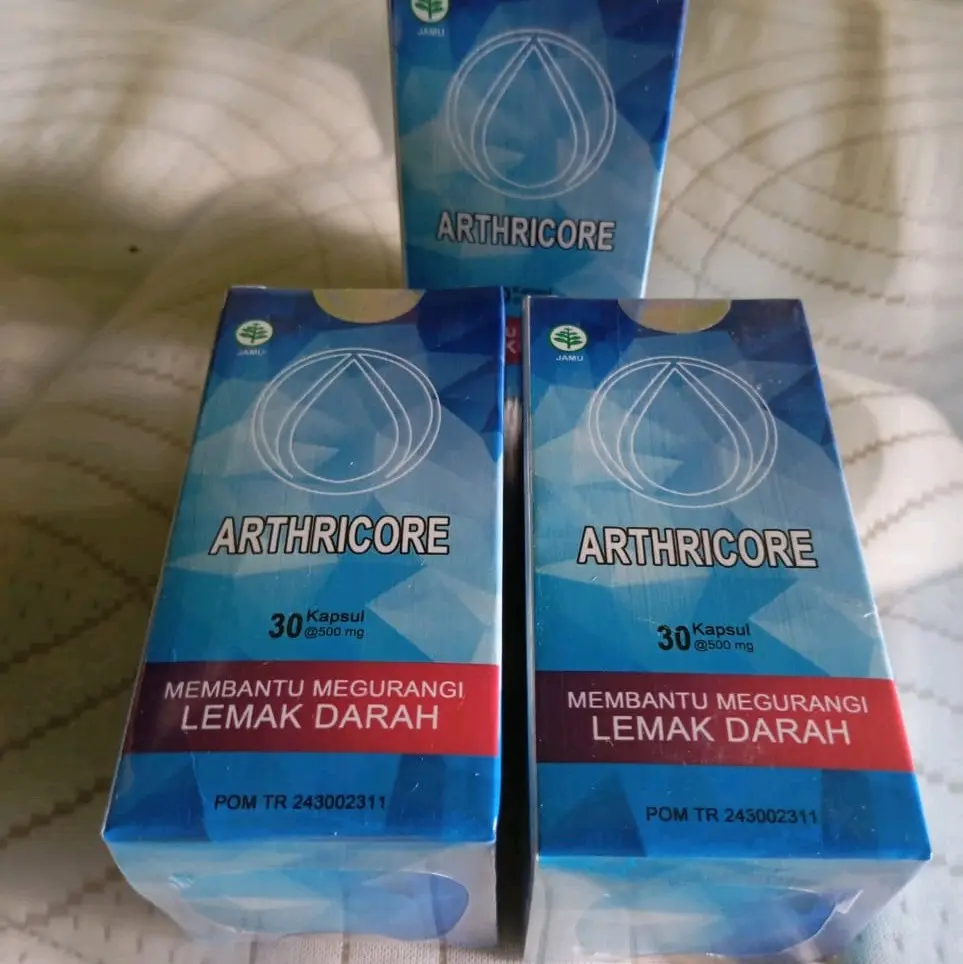 JAMU
ARTHRICORE
JAMU
ARTHRICORE
30 Kapsul
@500 mg
MEMBANTU MEGURANGI
LEMAK DARAH
POM TR 243002311
JAMU
ARTHRICORE
30 Kapsul
@500 mg
MEMBANTU MEGURANGI
LEMAK DARAH
POM TR 243002311